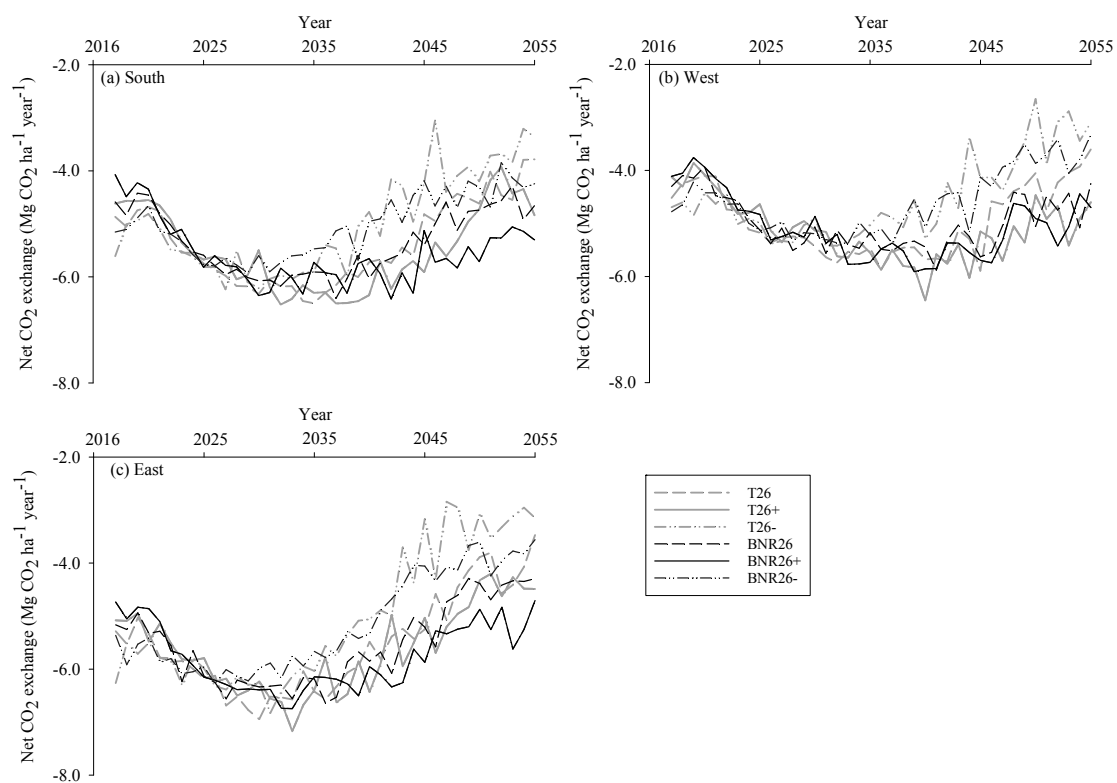 Year
2016 2025 2035 2045 2055
-2.0
(a) South
-4.0
-6.0
-8.0
Net CO2 exchange (Mg CO2 ha-1 year-1)
Year
2016 2025 2035 2045 2055
-2.0
(b) West
-4.0
-6.0
-8.0
Net CO2 exchange (Mg CO2 ha-1 year-1)
Year
2016 2025 2035 2045 2055
-2.0
(c) East
-4.0
-6.0
-8.0
Net CO2 exchange (Mg CO2 ha-1 year-1)
T26
T26+
T26-
BNR26
BNR26+
BNR26-